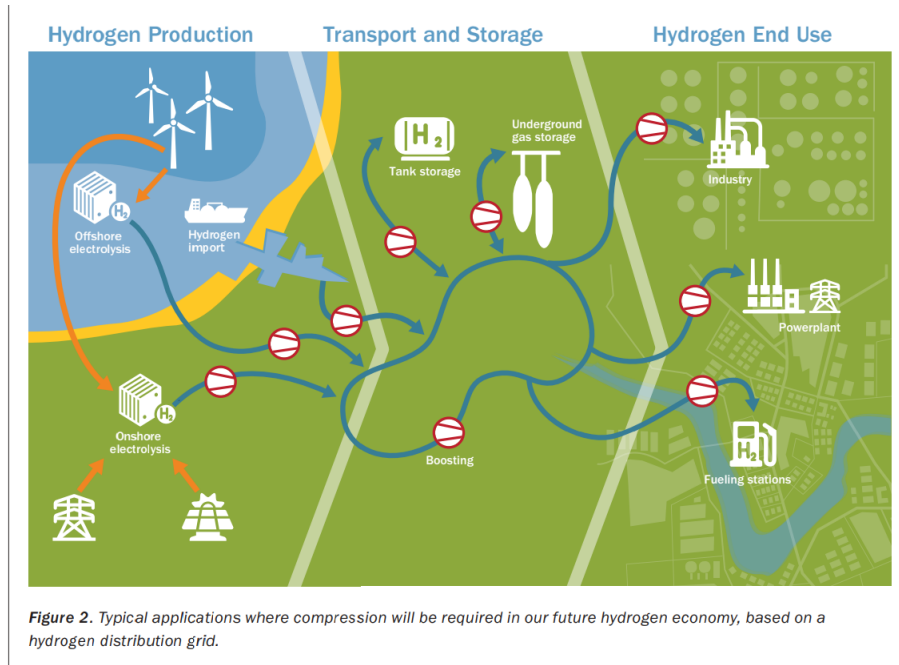 Hydrogen Production
Transport and Storage
Hydrogen End Use
H2
Tank storage
Underground
gas storage
Industry
H2
Offshore
electrolysis
Hydrogen
import
Powerplant
H2
Onshore
electrolysis
Boosting
H2
Fueling stations
Figure 2. Typical applications where compression will be required in our future hydrogen economy, based on a
hydrogen distribution grid.